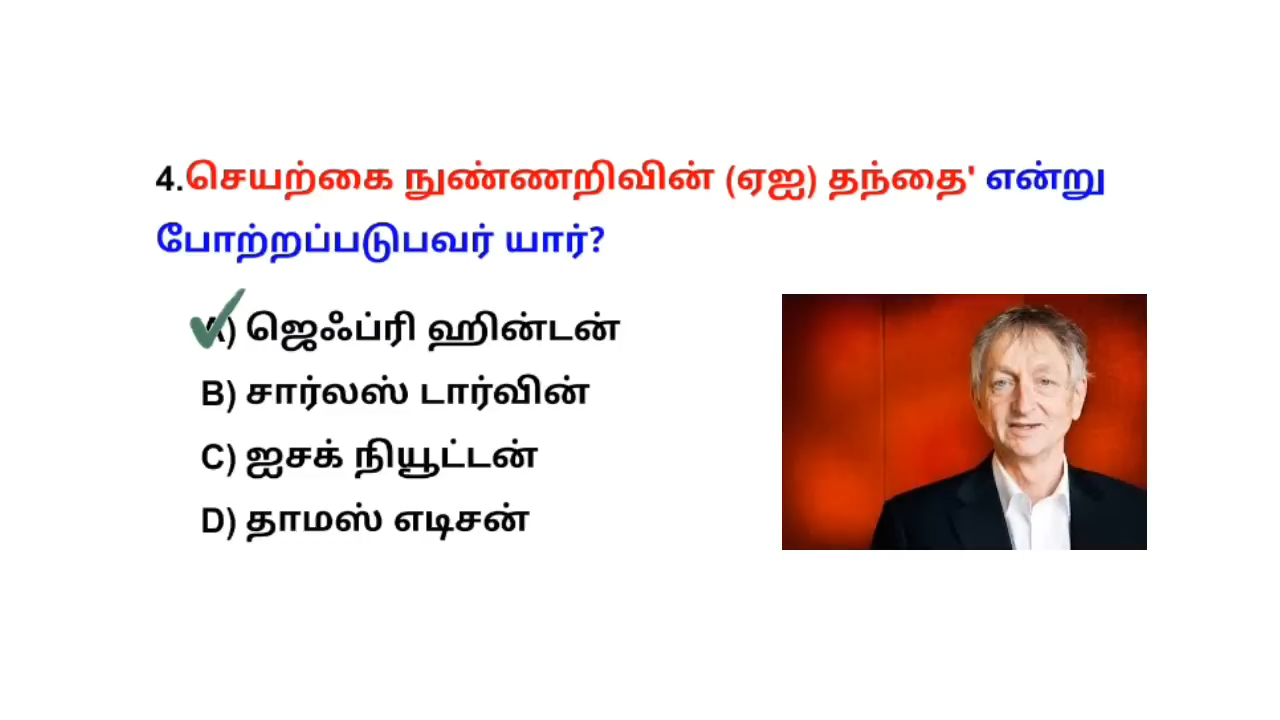 4.செயற்கை நுண்ணறிவின் (ஏஐ) தந்தை' என்று
போற்றப்படுபவர் யார்?
A) ஜெஃப்ரி ஹின்டன்
B) சார்லஸ் டார்வின்
C) ஐசக் நியூட்டன்
D) தாமஸ் எடிசன்